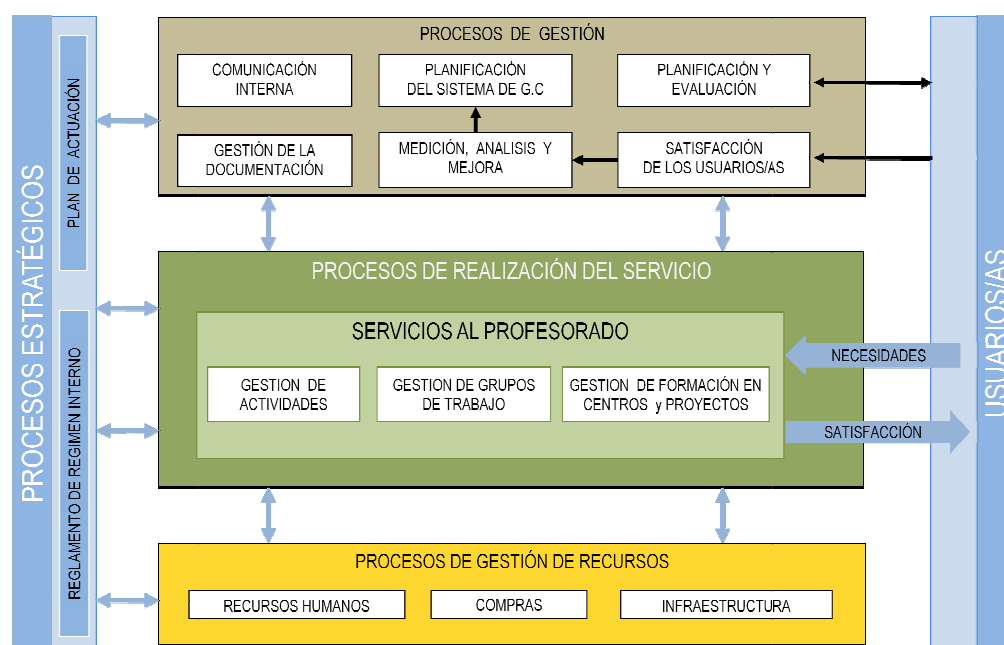 PROCESOS ESTRATÉGICOS
PLAN DE ACTUACIÓN
REGLAMENTO DE REGIMEN INTERNO
PROCESOS DE GESTIÓN
COMUNICACIÓN
INTERNA
PLANIFICACIÓN
DEL SISTEMA DE G.C
PLANIFICACIÓN Y
EVALUACIÓN
GESTIÓN DE LA
DOCUMENTACIÓN
MEDICIÓN, ANALISIS Y
MEJORA
SATISFACCIÓN
DE LOS USUARIOS/AS
PROCESOS DE REALIZACIÓN DEL SERVICIO
SERVICIOS AL PROFESORADO
GESTION DE
ACTIVIDADES
GESTION DE GRUPOS
DE TRABAJO
GESTION DE FORMACIÓN EN
CENTROS y PROYECTOS
NECESIDADES
SATISFACCIÓN
PROCESOS DE GESTIÓN DE RECURSOS
RECURSOS HUMANOS
COMPRAS
INFRAESTRUCTURA
USUARIOS/AS